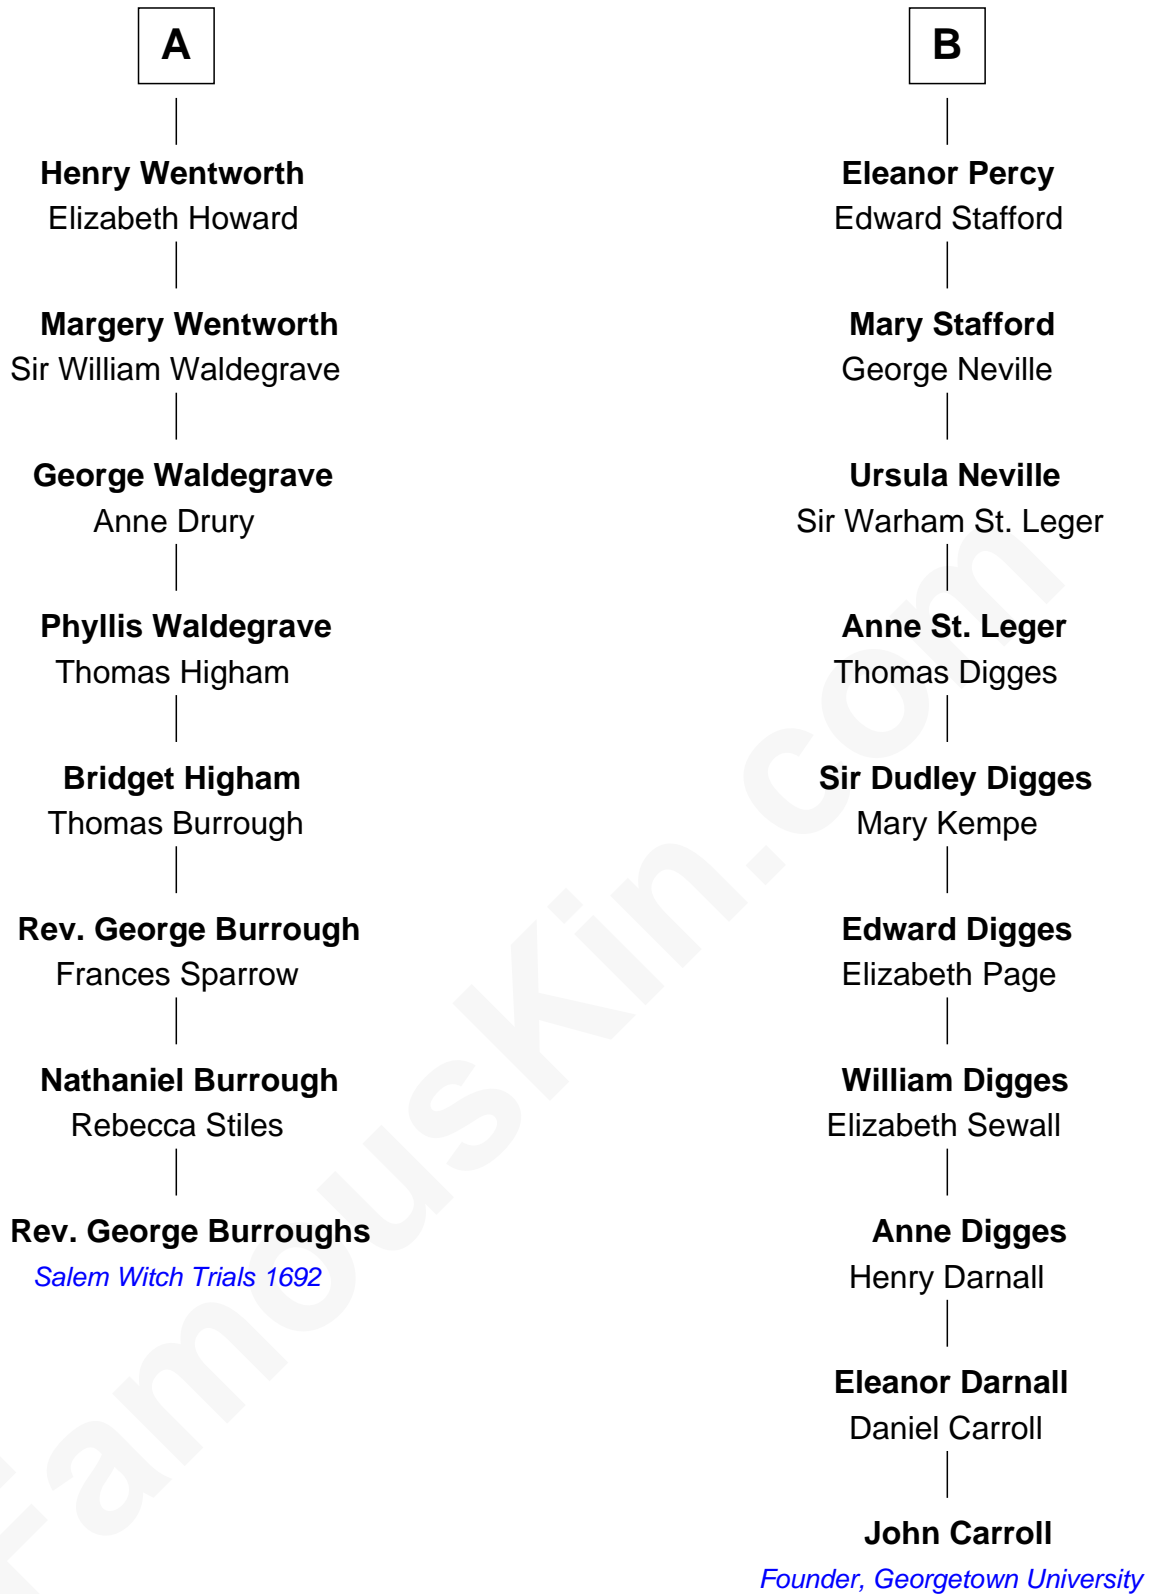 A
Henry Wentworth
Elizabeth Howard
Margery Wentworth
Sir William Waldegrave
George Waldegrave
Anne Drury
Phyllis Waldegrave
Thomas Higham
Bridget Higham
Thomas Burrough
Rev. George Burrough
Frances Sparrow
Nathaniel Burrough
Rebecca Stiles
Rev. George Burroughs
Salem Witch Trials 1692
B
Eleanor Percy
Edward Stafford
Mary Stafford
George Neville
Ursula Neville
Sir Warham St. Leger
Anne St. Leger
Thomas Digges
Sir Dudley Digges
Mary Kempe
Edward Digges
Elizabeth Page
William Digges
Elizabeth Sewall
Anne Digges
Henry Darnall
Eleanor Darnall
Daniel Carroll
John Carroll
Founder, Georgetown University
FamousKin.com